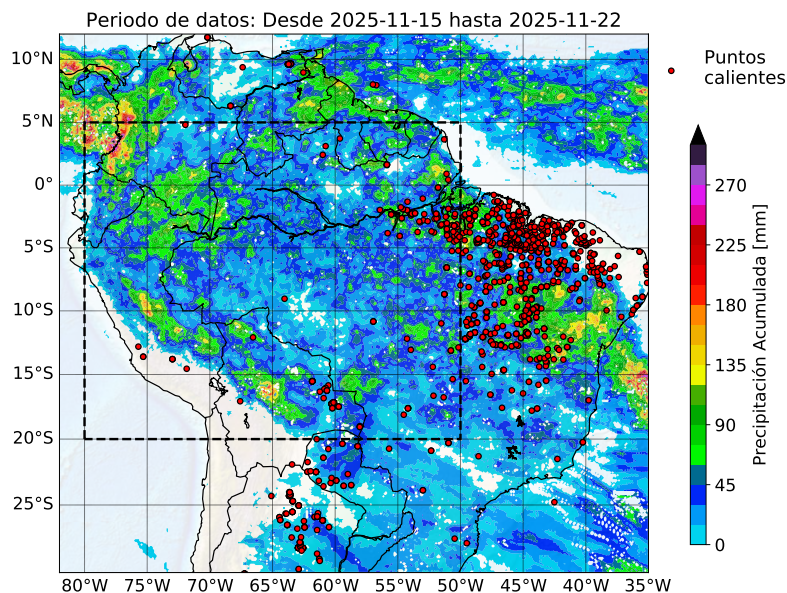 Periodo de datos: Desde 2025-11-15 hasta 2025-11-22
10°N
5°N
0°
5°S
10°S
15°S
20°S
25°S
80°W
75°W
70°W
65°W
60°W
55°W
50°W
45°W
40°W
35°W
Puntos
calientes
270
225
180
135
90
45
0
Precipitación Acumulada [mm]